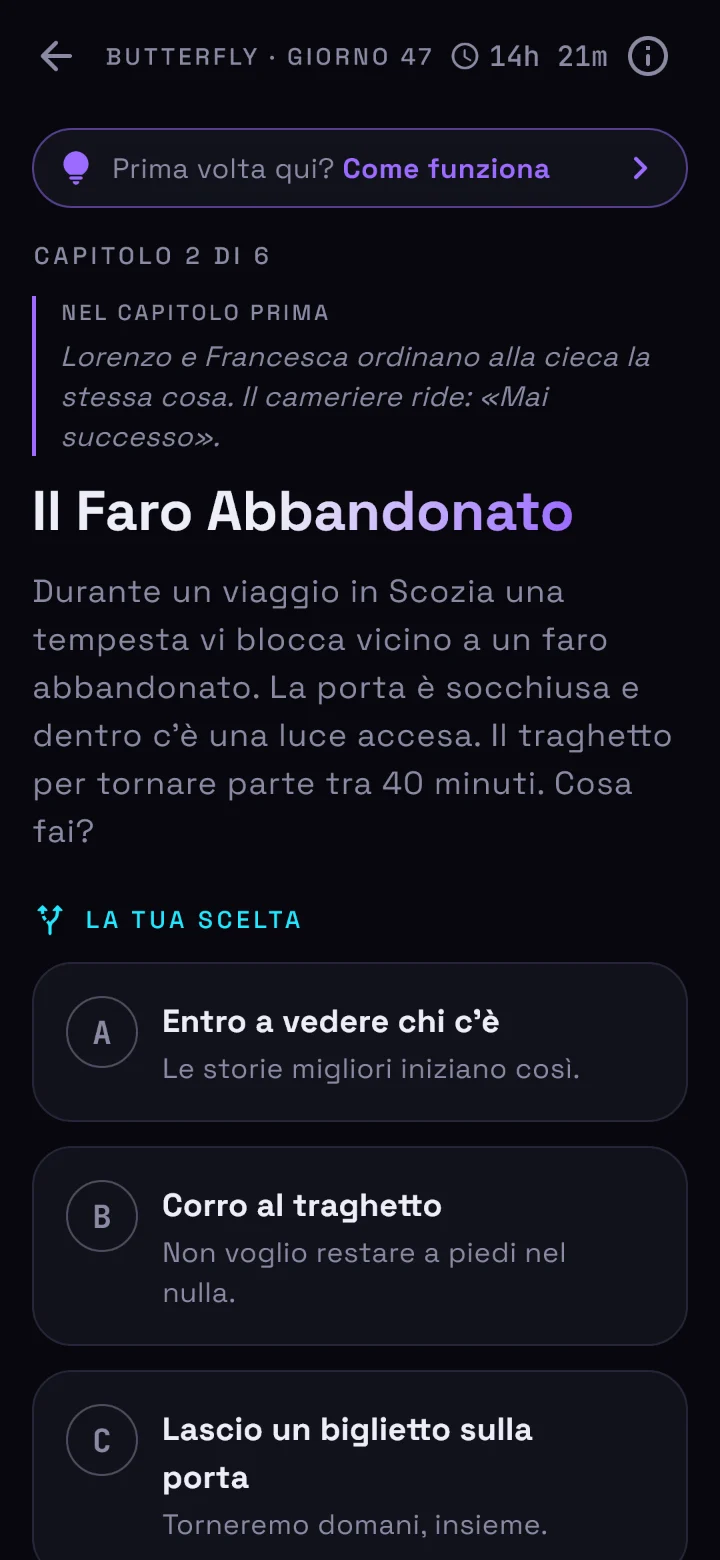 BUTTERFLY · GIORNO 47 14h 21m
Prima volta qui? Come funziona
CAPITOLO 2 DI 6
NEL CAPITOLO PRIMA
Lorenzo e Francesca ordinano alla cieca la
stessa cosa. Il cameriere ride: «Mai
successo».
Il Faro Abbandonato
Durante un viaggio in Scozia una
tempesta vi blocca vicino a un faro
abbandonato. La porta è socchiusa e
dentro c’è una luce accesa. Il traghetto
per tornare parte tra 40 minuti. Cosa
fai?
LA TUA SCELTA
A
Entro a vedere chi c’è
Le storie migliori iniziano così.
B
Corro al traghetto
Non voglio restare a piedi nel
nulla.
C
Lascio un biglietto sulla
porta
Torneremo domani, insieme.